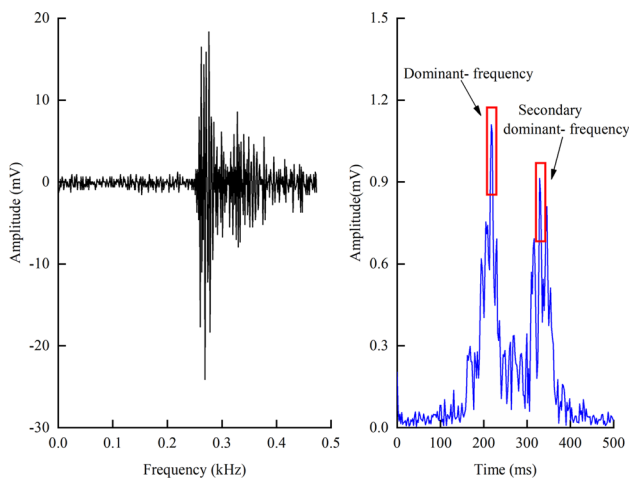 20
10
0
-10
-20
-30
0.0 0.1 0.2 0.3 0.4 0.5
Amplitude (mV)
Frequency (kHz)
1.5
1.2
0.9
0.6
0.3
0.0
0 100 200 300 400 500
Amplitude(mV)
Time (ms)
Dominant- frequency
Secondary
dominant- frequency